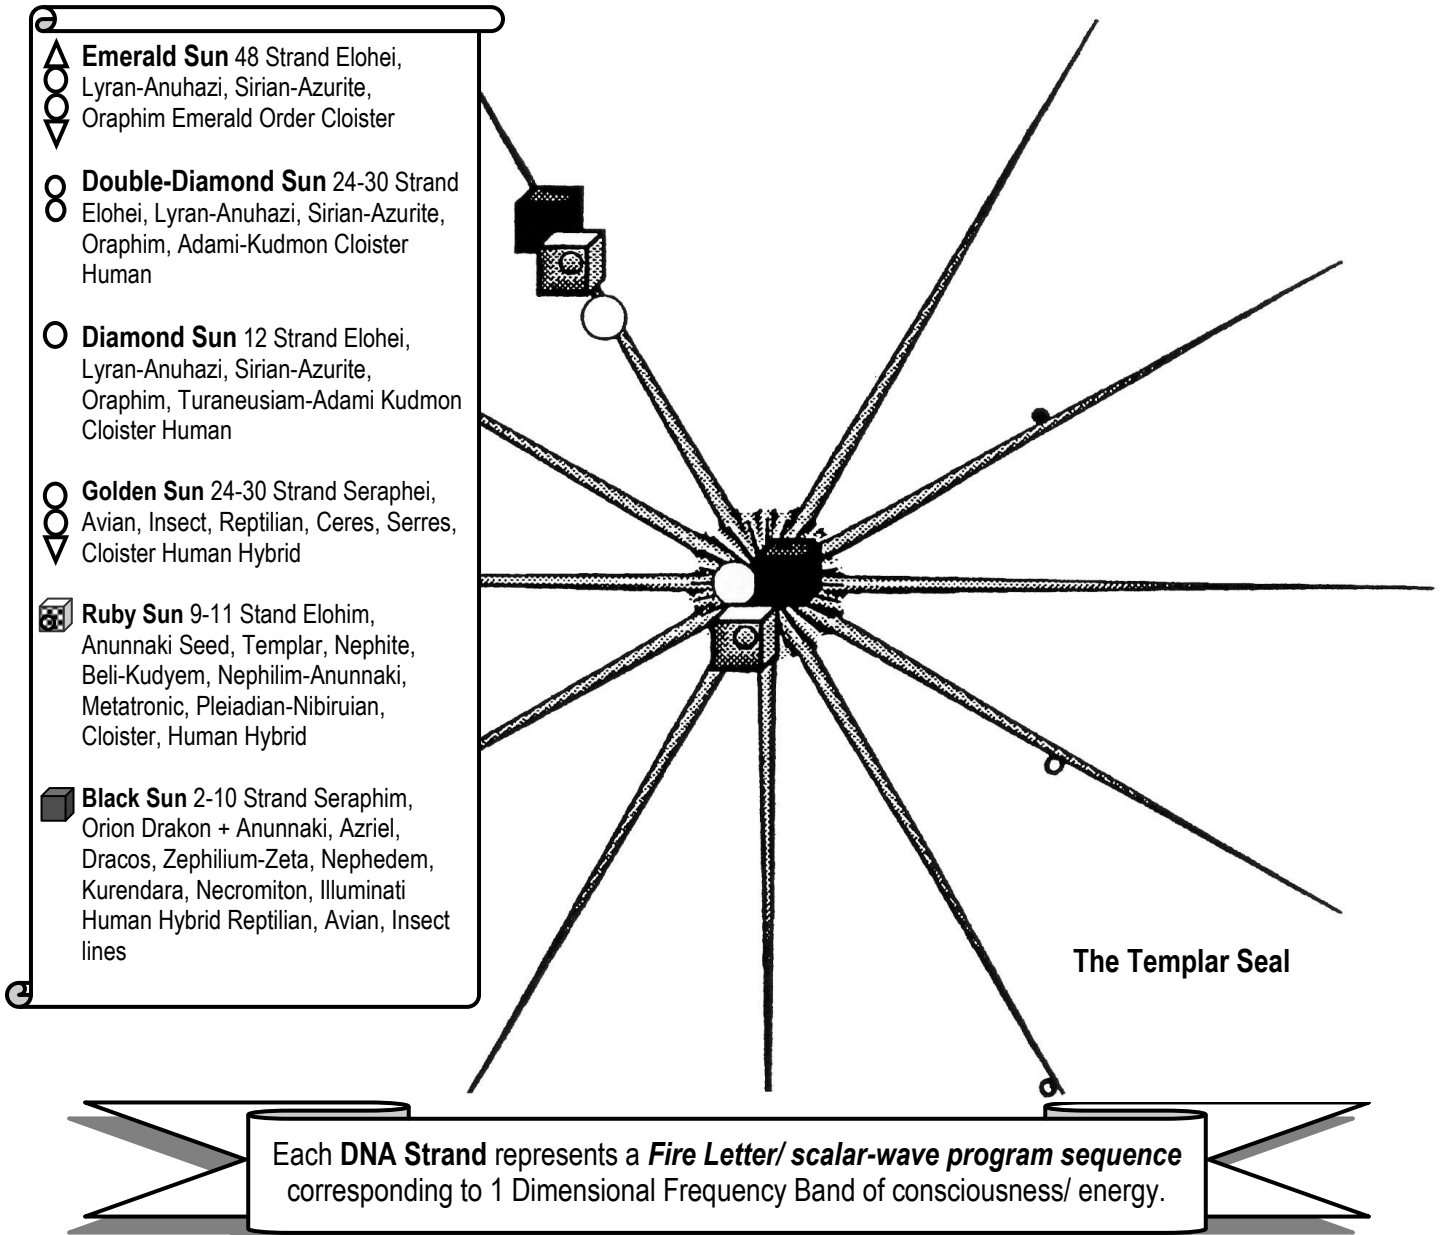 Emerald Sun 48 Strand Elohei,
Lyran-Anuhazi, Sirian-Azurite,
Oraphim Emerald Order Cloister
Double-Diamond Sun 24-30 Strand
Elohei, Lyran-Anuhazi, Sirian-Azurite,
Oraphim, Adami-Kudmon Cloister
Human
Diamond Sun 12 Strand Elohei,
Lyran-Anuhazi, Sirian-Azurite,
Oraphim, Turaneusiam-Adami Kudmon
Cloister Human
Golden Sun 24-30 Strand Seraphei,
Avian, Insect, Reptilian, Ceres, Serres,
Cloister Human Hybrid
Ruby Sun 9-11 Stand Elohim,
Anunnaki Seed, Templar, Nephite,
Beli-Kudyem, Nephilim-Anunnaki,
Metatronic, Pleiadian-Nibiruian,
Cloister, Human Hybrid
Black Sun 2-10 Strand Seraphim,
Orion Drakon + Anunnaki, Azriel,
Dracos, Zephilium-Zeta, Nephedem,
Kurendara, Necromiton, Illuminati
Human Hybrid Reptilian, Avian, Insect
lines
The Templar Seal
Each DNA Strand represents a Fire Letter/ scalar-wave program sequence
corresponding to 1 Dimensional Frequency Band of consciousness/ energy.